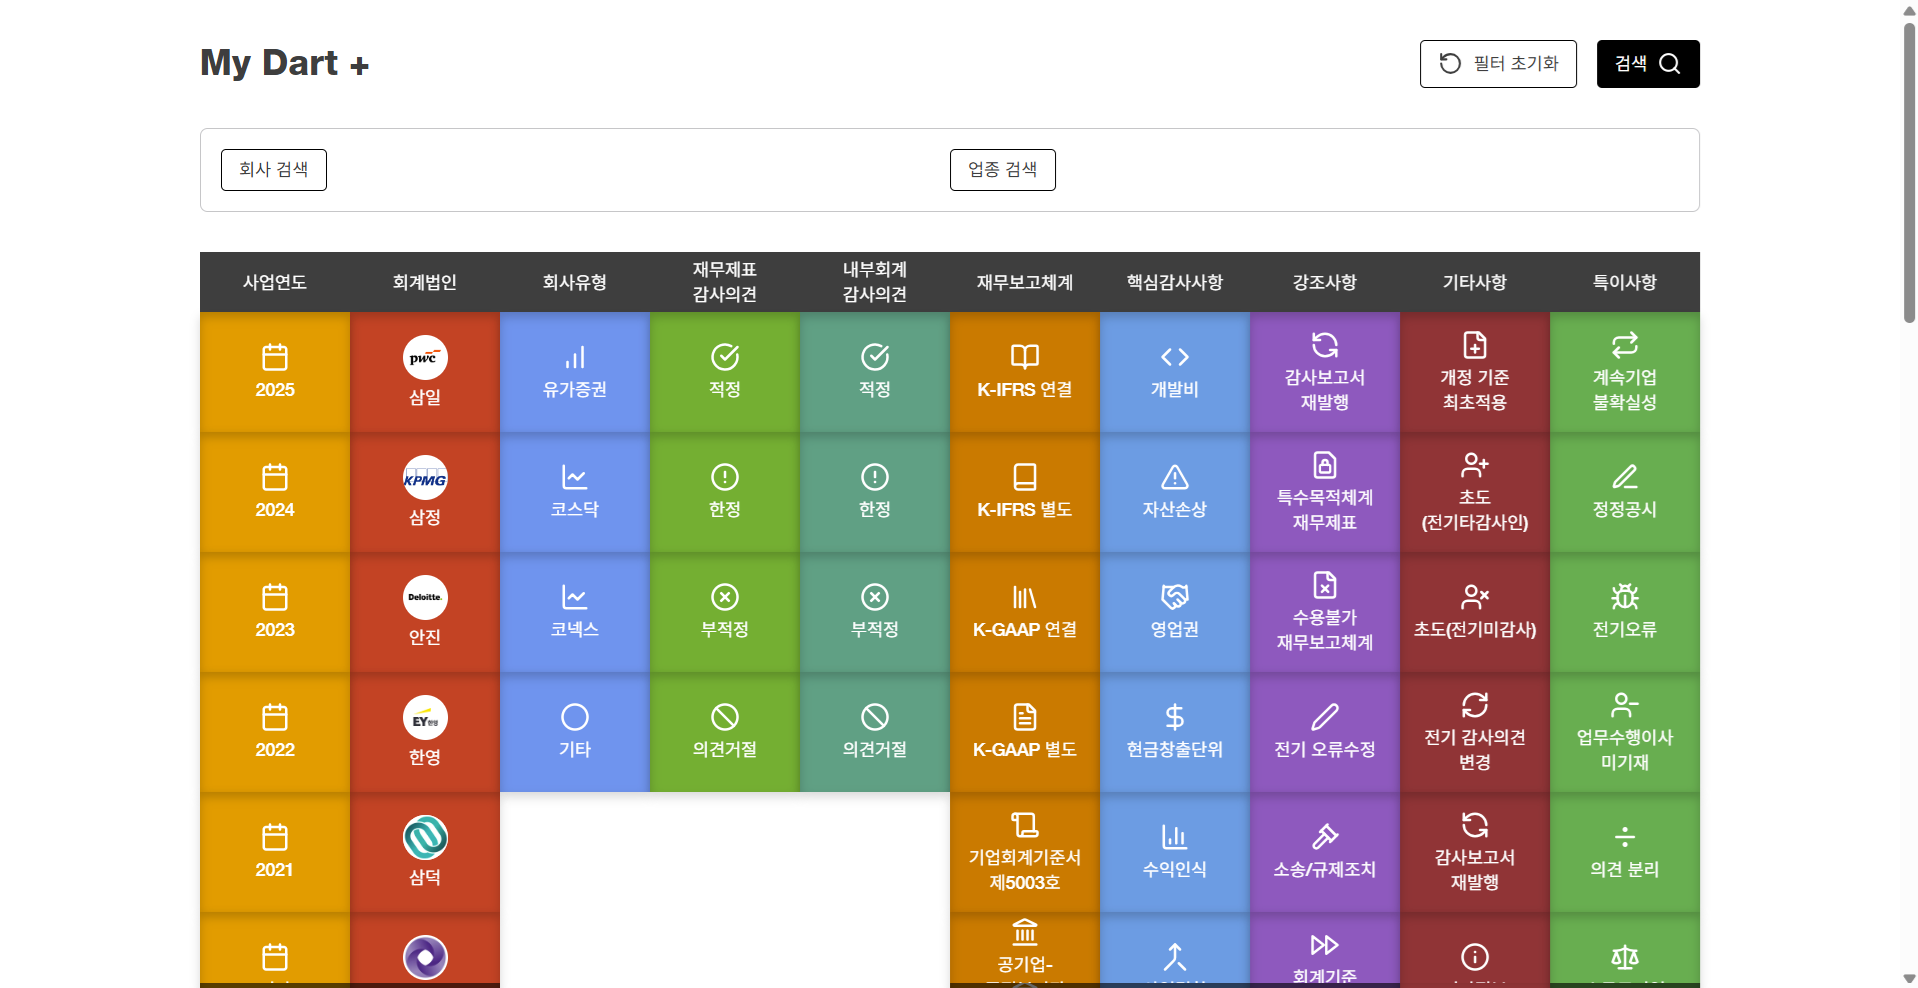 My Dart +
필터 초기화
검색
회사 검색
업종 검색
사업연도
회계법인
회사유형
재무제표
감사의견
내부회계
감사의견
재무보고체계
핵심감사사항
강조사항
기타사항
특이사항
2025
pwc
삼일
유가증권
적정
적정
K-IFRS 연결
개발비
감사보고서
재발행
개정 기준
최초적용
계속기업
불확실성
2024
KPMG
삼정
코스닥
한정
한정
K-IFRS 별도
자산손상
특수목적체계
재무제표
초도
(전기타감사인)
정정공시
2023
Deloitte.
안진
코넥스
부적정
부적정
K-GAAP 연결
영업권
수용불가
재무보고체계
초도(전기미감사)
전기오류
2022
EY한영
한영
기타
의견거절
의견거절
K-GAAP 별도
현금창출단위
전기 오류수정
전기 감사의견
변경
업무수행이사
미기재
2021
삼덕
기업회계기준서
제5003호
수익인식
소송/규제조치
감사보고서
재발행
의견 분리
공기업-
회계기준